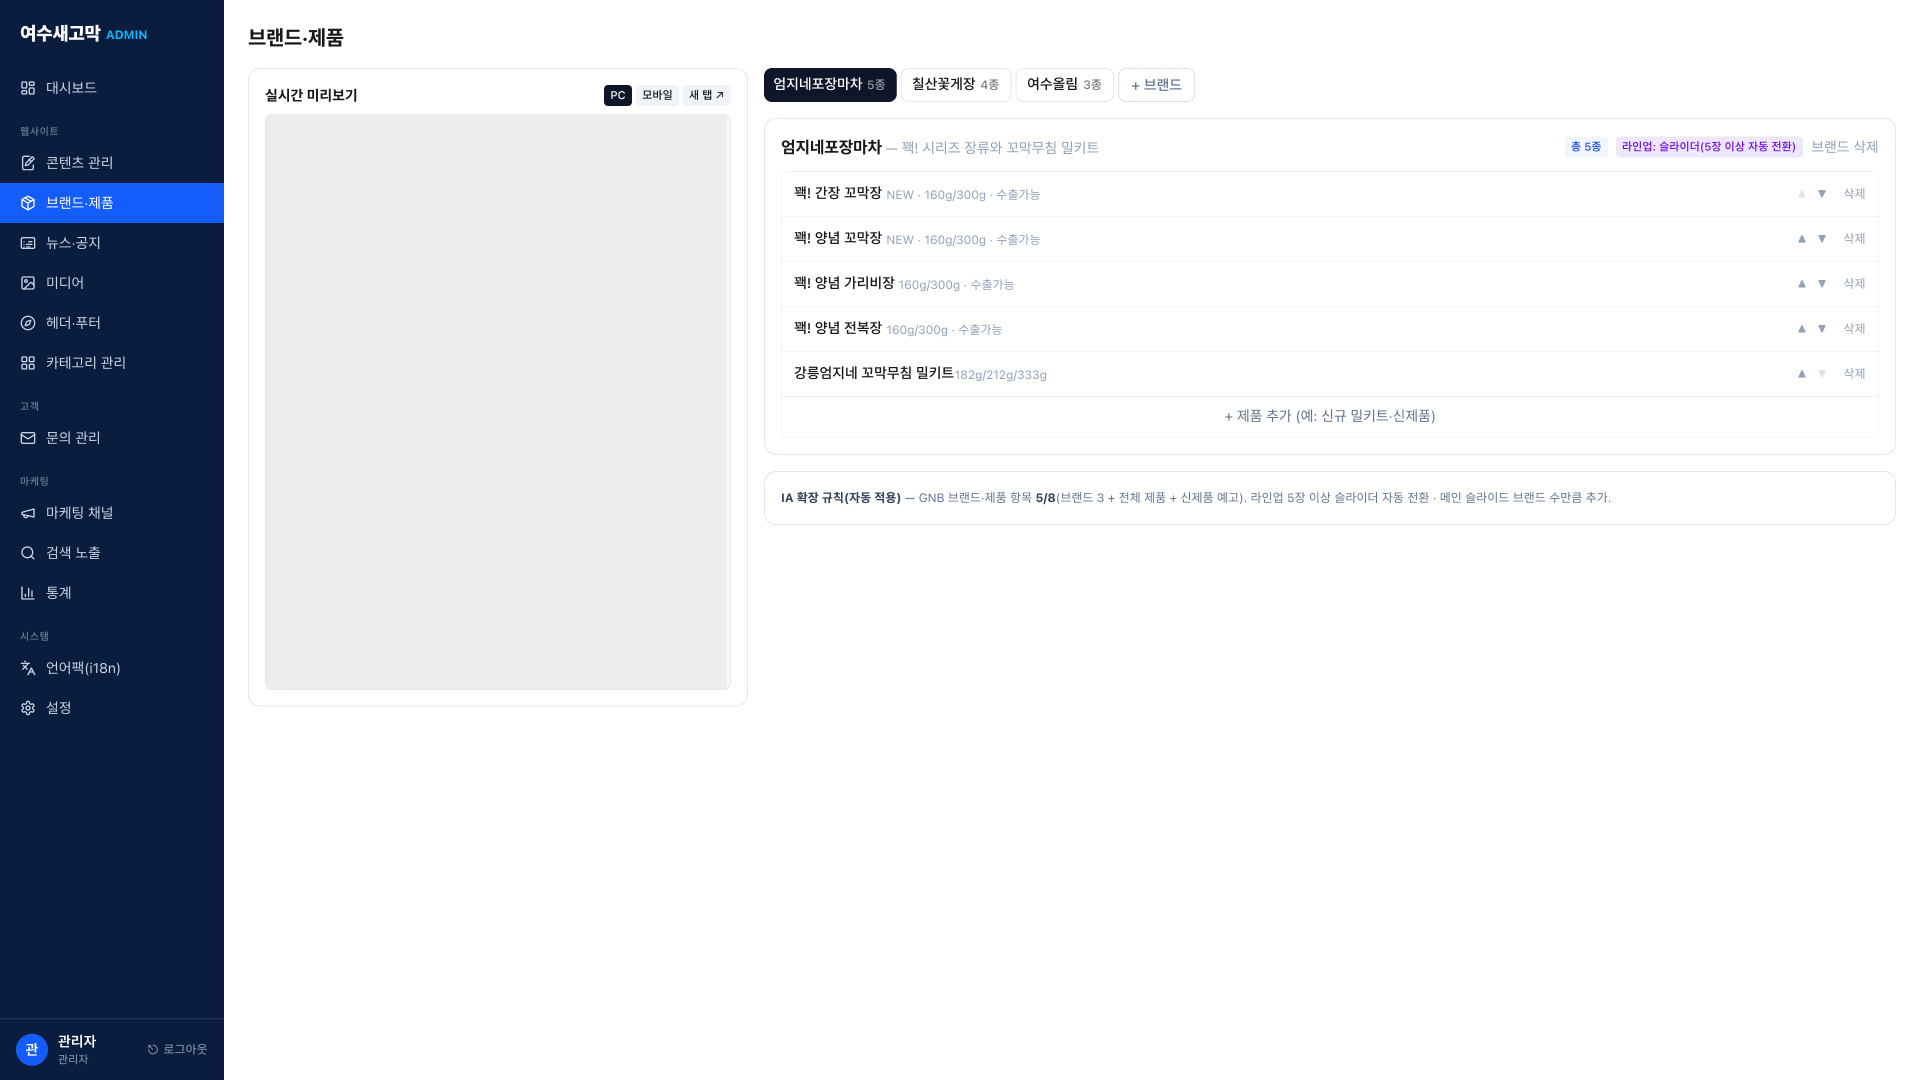 여수새고막 ADMIN
대시보드
웹사이트
콘텐츠 관리
브랜드·제품
뉴스·공지
미디어
헤더·푸터
카테고리 관리
고객
문의 관리
마케팅
마케팅 채널
검색 노출
통계
시스템
언어팩(i18n)
설정
관 관리자
관리자
로그아웃
브랜드·제품
실시간 미리보기 PC 모바일 새 탭↗
엄지네포장마차 5종 칠산꽃게장 4종 여수올림 3종 + 브랜드
엄지네포장마차 — 꽉! 시리즈 장류와 꼬막무침 밀키트 총 5종 라인업: 슬라이더(5장 이상 자동 전환) 브랜드 삭제
꽉! 간장 꼬막장 NEW · 160g/300g · 수출가능 ▲ ▼ 삭제
꽉! 양념 꼬막장 NEW · 160g/300g · 수출가능 ▲ ▼ 삭제
꽉! 양념 가리비장 160g/300g · 수출가능 ▲ ▼ 삭제
꽉! 양념 전복장 160g/300g · 수출가능 ▲ ▼ 삭제
강릉엄지네 꼬막무침 밀키트182g/212g/333g ▲ ▼ 삭제
+ 제품 추가 (예: 신규 밀키트·신제품)
IA 확장 규칙(자동 적용) — GNB 브랜드·제품 항목 5/8(브랜드 3 + 전체 제품 + 신제품 예고). 라인업 5장 이상 슬라이더 자동 전환 · 메인 슬라이드 브랜드 수만큼 추가.